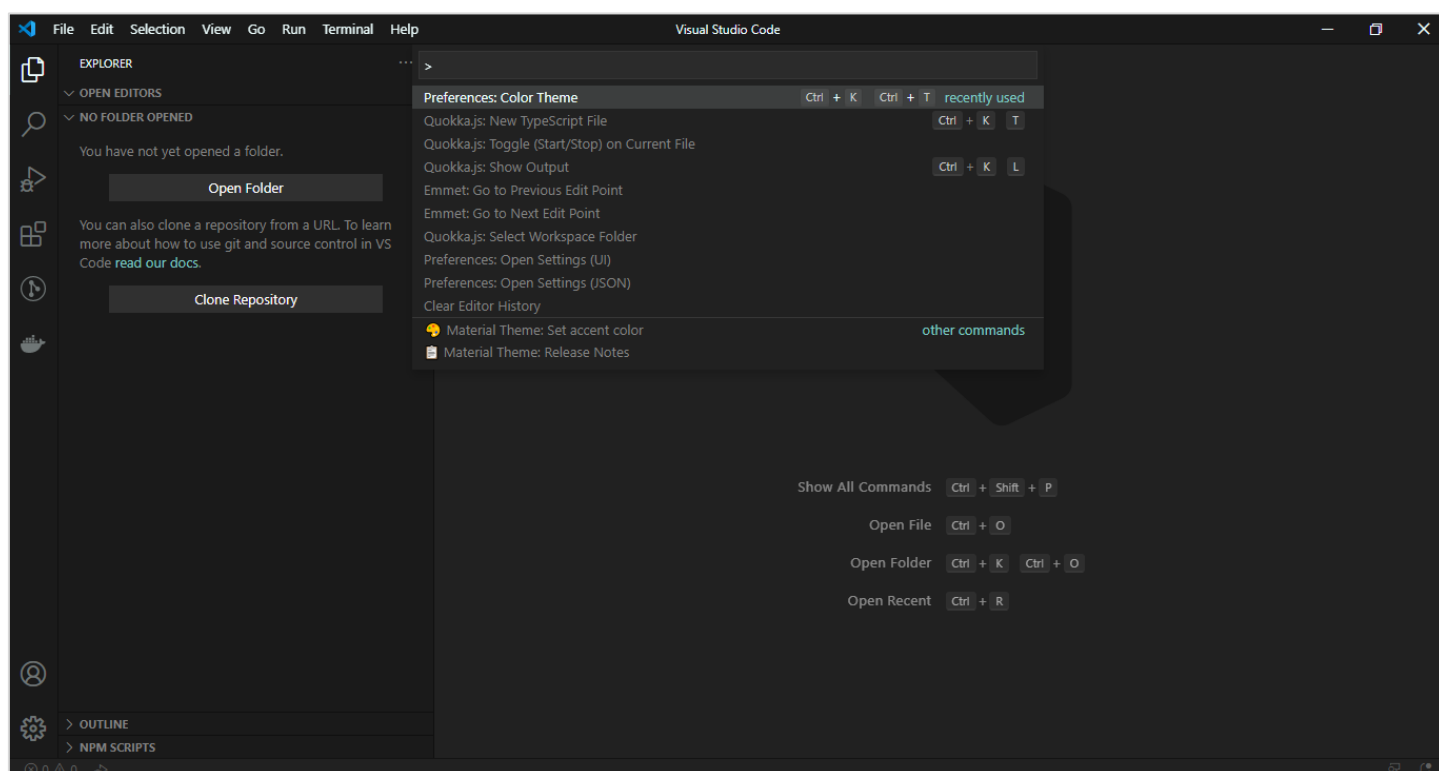 File Edit Selection View Go Run Terminal Help
Visual Studio Code
EXPLORER
OPEN EDITORS
NO FOLDER OPENED
You have not yet opened a folder.
Open Folder
You can also clone a repository from a URL. To learn
more about how to use git and source control in VS
Code read our docs.
Clone Repository
OUTLINE
NPM SCRIPTS
>
Preferences: Color Theme Ctrl + K Ctrl + T recently used
Quokka.js: New TypeScript File Ctrl + K T
Quokka.js: Toggle (Start/Stop) on Current File
Quokka.js: Show Output Ctrl + K L
Emmet: Go to Previous Edit Point
Emmet: Go to Next Edit Point
Quokka.js: Select Workspace Folder
Preferences: Open Settings (UI)
Preferences: Open Settings (JSON)
Clear Editor History
Material Theme: Set accent color other commands
Material Theme: Release Notes
Show All Commands Ctrl + Shift + P
Open File Ctrl + O
Open Folder Ctrl + K Ctrl + O
Open Recent Ctrl + R
0 0